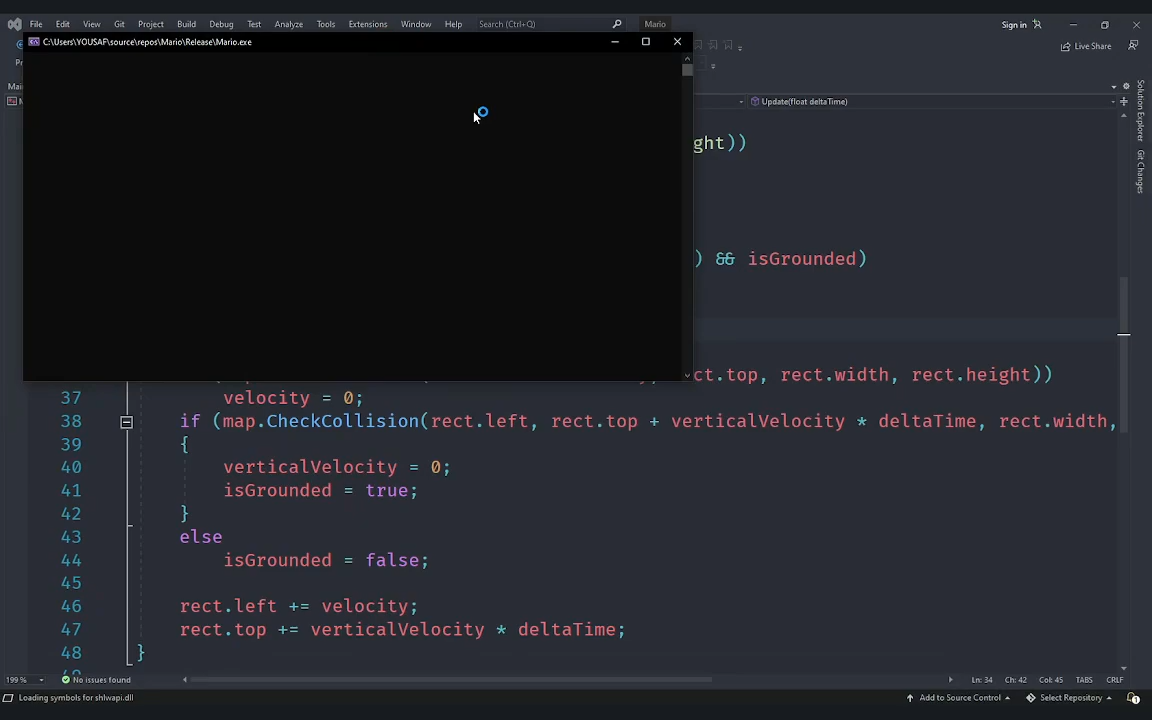 File Edit View Git Project Build Debug Test Analyze Tools Extensions Window Help Search (Ctrl+Q) Mario Sign in
C:\Users\YOUSAF\source\repos\Mario\Release\Mario.exe
Live Share
Update(float deltaTime)
Solution Explorer
Git Changes
ght))
) && isGrounded)
ct.top, rect.width, rect.height))
37 velocity = 0;
38 if (map.CheckCollision(rect.left, rect.top + verticalVelocity * deltaTime, rect.width,
39 {
40 verticalVelocity = 0;
41 isGrounded = true;
42 }
43 else
44 isGrounded = false;
45
46 rect.left += velocity;
47 rect.top += verticalVelocity * deltaTime;
48 }
199 % No issues found Ln: 34 Ch: 42 Col: 45 TABS CRLF
Loading symbols for shlwapi.dll Add to Source Control Select Repository 1